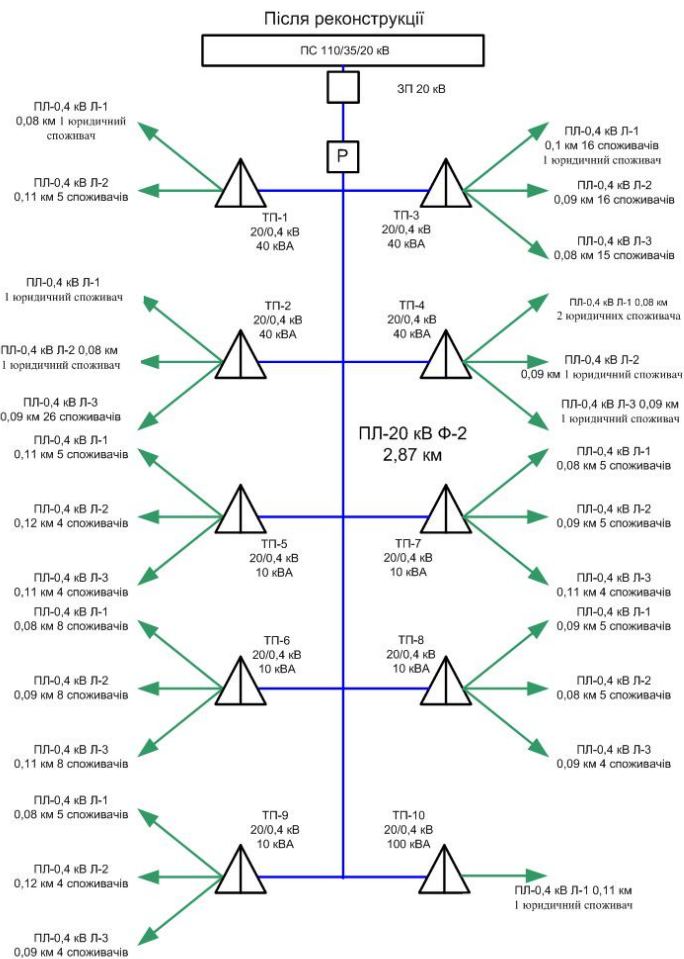 Після реконструкції
ПС 110/35/20 кВ
ЗП 20 кВ
Р
ПЛ-0,4 кВ Л-1
0,08 км 1 юридичний
споживач
ПЛ-0,4 кВ Л-2
0,11 км 5 споживачів
ТП-1
20/0,4 кВ
40 кВА
ТП-3
20/0,4 кВ
40 кВА
ПЛ-0,4 кВ Л-1
0,1 км 16 споживачів
1 юридичний споживач
ПЛ-0,4 кВ Л-2
0,09 км 16 споживачів
ПЛ-0,4 кВ Л-3
0,08 км 15 споживачів
ПЛ-0,4 кВ Л-1
1 юридичний споживач
ПЛ-0,4 кВ Л-2 0,08 км
1 юридичний споживач
ПЛ-0,4 кВ Л-3
0,09 км 26 споживачів
ТП-2
20/0,4 кВ
40 кВА
ТП-4
20/0,4 кВ
40 кВА
ПЛ-0,4 кВ Л-1 0,08 км
2 юридичних споживача
ПЛ-0,4 кВ Л-2
0,09 км 1 юридичний споживач
ПЛ-0,4 кВ Л-3 0,09 км
1 юридичний споживач
ПЛ-20 кВ Ф-2
2,87 км
ПЛ-0,4 кВ Л-1
0,11 км 5 споживачів
ПЛ-0,4 кВ Л-2
0,12 км 4 споживачів
ПЛ-0,4 кВ Л-3
0,11 км 4 споживачів
ТП-5
20/0,4 кВ
10 кВА
ТП-7
20/0,4 кВ
10 кВА
ПЛ-0,4 кВ Л-1
0,08 км 5 споживачів
ПЛ-0,4 кВ Л-2
0,09 км 5 споживачів
ПЛ-0,4 кВ Л-3
0,11 км 4 споживачів
ПЛ-0,4 кВ Л-1
0,08 км 8 споживачів
ПЛ-0,4 кВ Л-2
0,09 км 8 споживачів
ПЛ-0,4 кВ Л-3
0,11 км 8 споживачів
ТП-6
20/0,4 кВ
10 кВА
ТП-8
20/0,4 кВ
10 кВА
ПЛ-0,4 кВ Л-1
0,09 км 5 споживачів
ПЛ-0,4 кВ Л-2
0,08 км 5 споживачів
ПЛ-0,4 кВ Л-3
0,09 км 4 споживачів
ПЛ-0,4 кВ Л-1
0,08 км 5 споживачів
ПЛ-0,4 кВ Л-2
0,12 км 4 споживачів
ПЛ-0,4 кВ Л-3
0,09 км 4 споживачів
ТП-9
20/0,4 кВ
10 кВА
ТП-10
20/0,4 кВ
100 кВА
ПЛ-0,4 кВ Л-1 0,11 км
1 юридичний споживач